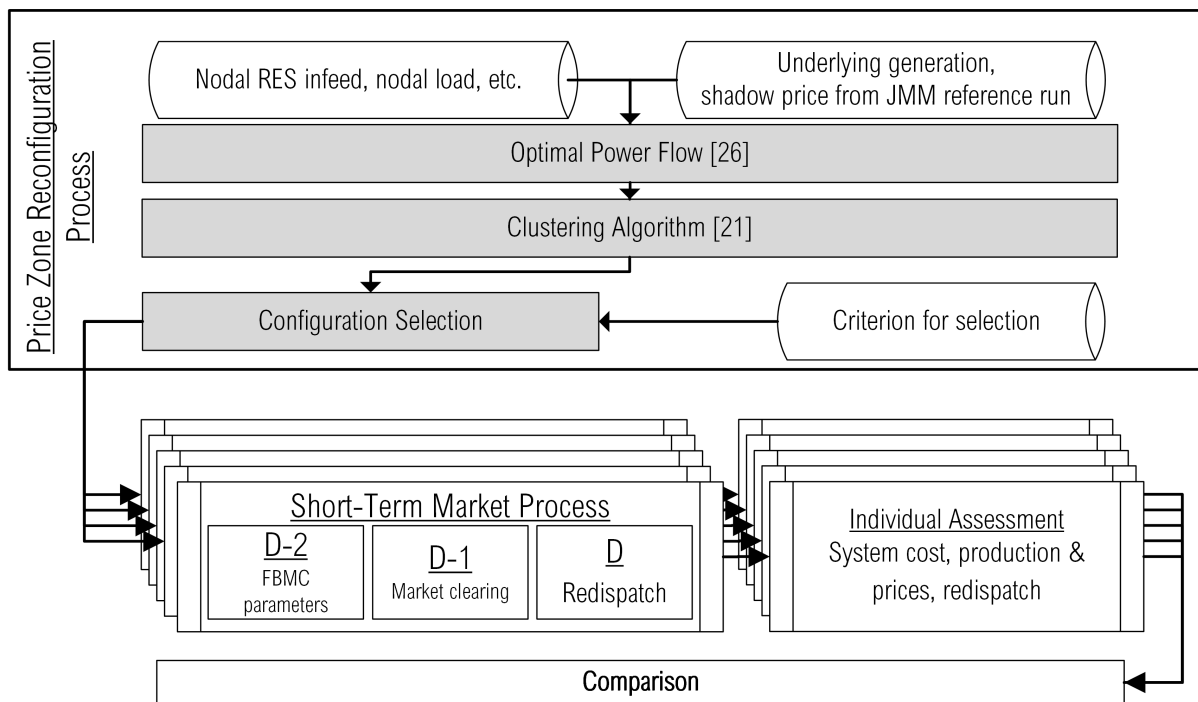 Price Zone Reconfiguration
Process
Nodal RES infeed, nodal load, etc.
Underlying generation,
shadow price from JMM reference run
Optimal Power Flow [26]
Clustering Algorithm [21]
Configuration Selection
Criterion for selection
Short-Term Market Process
D-2
FBMC
parameters
D-1
Market clearing
D
Redispatch
Individual Assessment
System cost, production &
prices, redispatch
Comparison